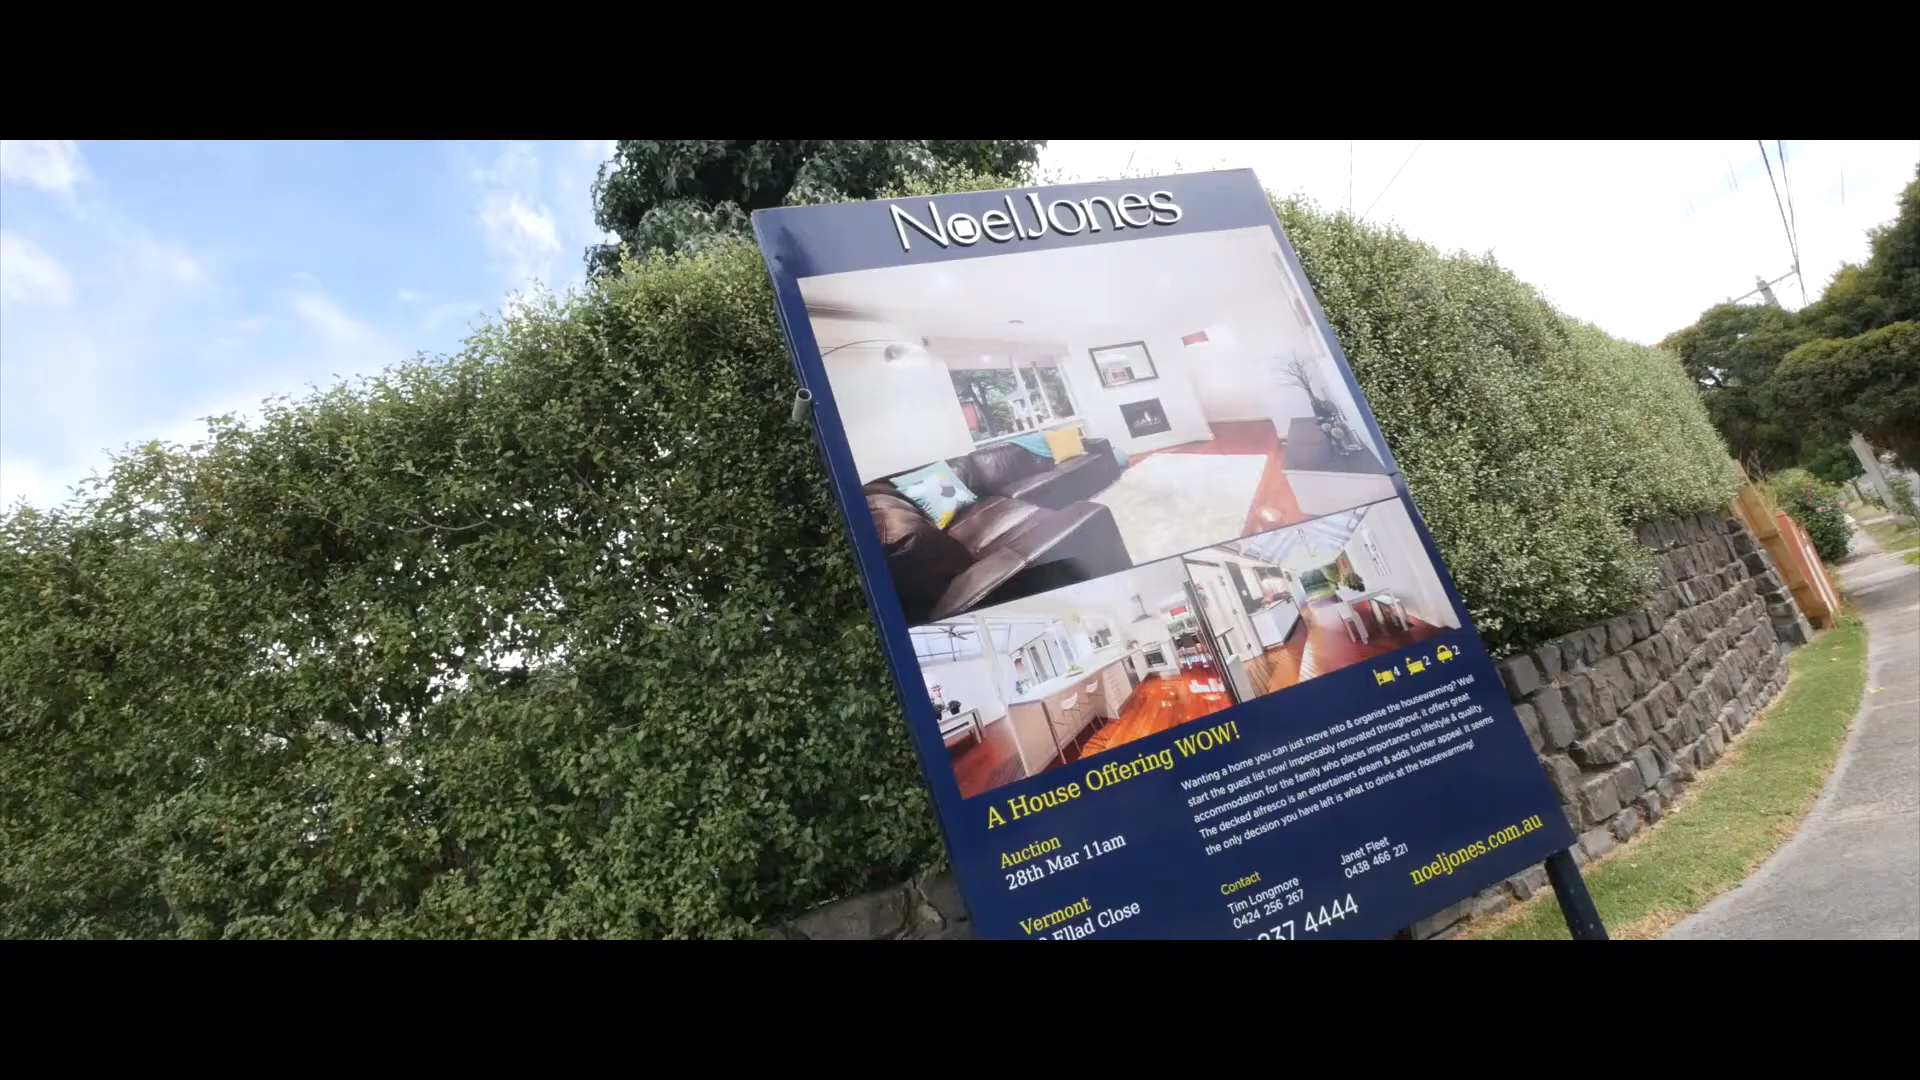 NoelJones
4 2 2
A House Offering WOW!
Wanting a home you can just move into & organise the housewarming? Well
start the guest list now! Impeccably renovated throughout, it offers great
accommodation for the family who places importance on lifestyle & quality.
The decked alfresco is an entertainers dream & adds further appeal. It seems
the only decision you have left is what to drink at the housewarming!
Auction
28th Mar 11am
Vermont
Ellad Close
Contact
Tim Longmore
0424 256 267
Janet Fleet
0438 466 221
4444
noeljones.com.au